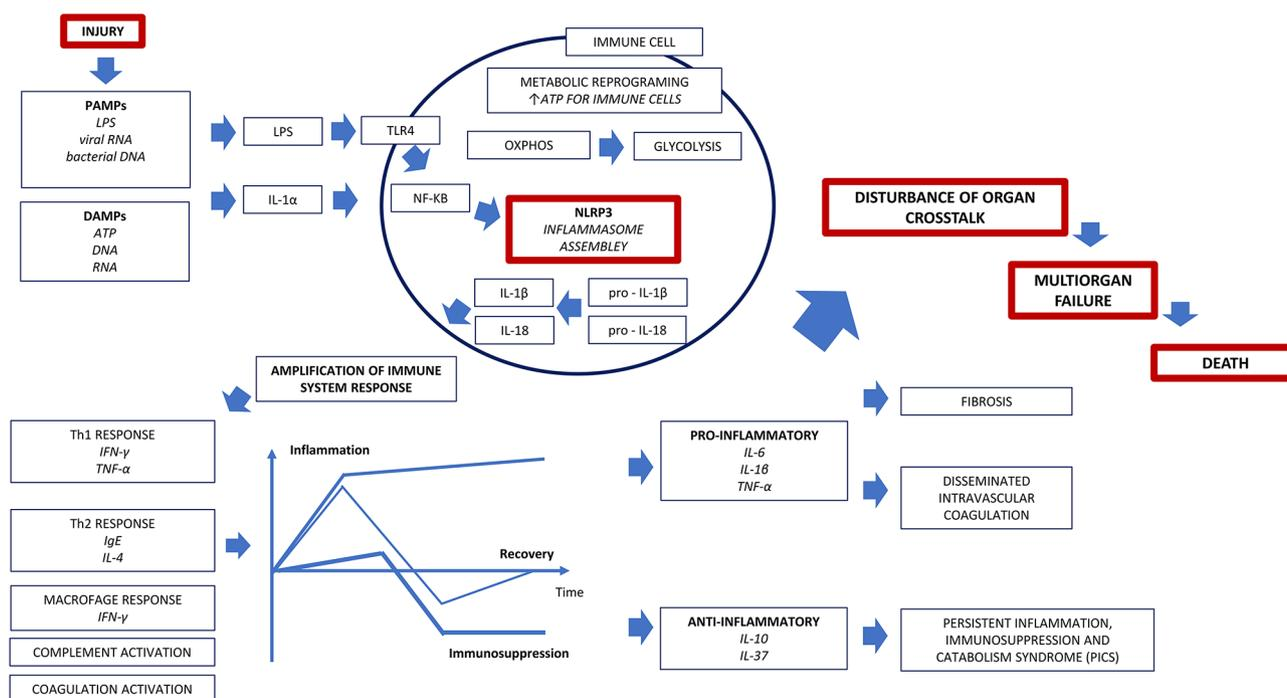 INJURY
PAMPs
LPS
viral RNA
bacterial DNA
DAMPs
ATP
DNA
RNA
LPS
IL-1α
TLR4
NF-KB
IMMUNE CELL
METABOLIC REPROGRAMING
↑ATP FOR IMMUNE CELLS
OXPHOS
GLYCOLYSIS
NLRP3
INFLAMMASOME
ASSEMBLEY
IL-1β
pro - IL-1β
IL-18
pro - IL-18
DISTURBANCE OF ORGAN
CROSSTALK
MULTIORGAN
FAILURE
DEATH
AMPLIFICATION OF IMMUNE
SYSTEM RESPONSE
Th1 RESPONSE
IFN-γ
TNF-α
Th2 RESPONSE
IgE
IL-4
MACROFAGE RESPONSE
IFN-γ
COMPLEMENT ACTIVATION
COAGULATION ACTIVATION
Inflammation
Recovery
Time
Immunosuppression
PRO-INFLAMMATORY
IL-6
IL-1β
TNF-α
ANTI-INFLAMMATORY
IL-10
IL-37
FIBROSIS
DISSEMINATED
INTRAVASCULAR
COAGULATION
PERSISTENT INFLAMMATION,
IMMUNOSUPPRESSION AND
CATABOLISM SYNDROME (PICS)